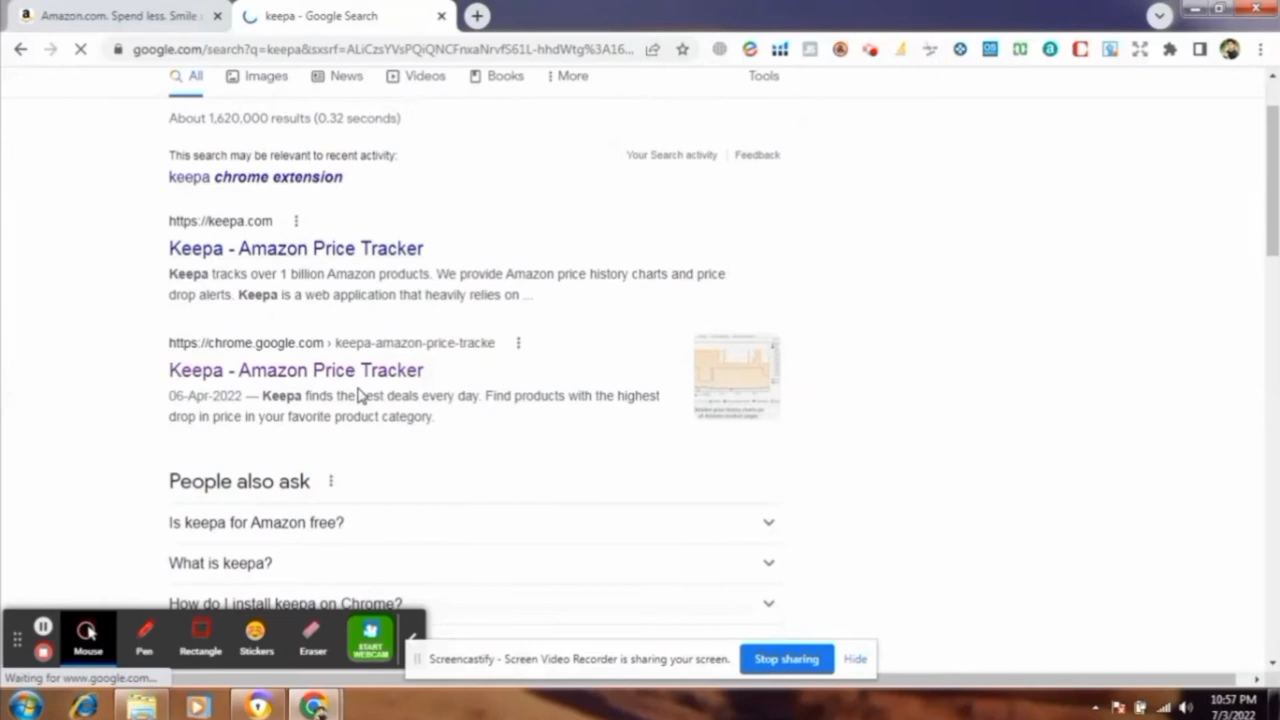 Amazon.com. Spend less. Smile
keepa - Google Search
google.com/search?q=keepa&sxsrf=ALiCzsYVsPQiQNCFnxaNrvfS61L-hhdWtg%3A16...
All
Images
News
Videos
Books
More
Tools
About 1,620,000 results (0.32 seconds)
This search may be relevant to recent activity:
Your Search activity
Feedback
keepa chrome extension
https://keepa.com
Keepa - Amazon Price Tracker
Keepa tracks over 1 billion Amazon products. We provide Amazon price history charts and price
drop alerts. Keepa is a web application that heavily relies on ...
https://chrome.google.com › keepa-amazon-price-tracke
Keepa - Amazon Price Tracker
06-Apr-2022 — Keepa finds the best deals every day. Find products with the highest
drop in price in your favorite product category.
People also ask
Is keepa for Amazon free?
What is keepa?
How do I install keepa on Chrome?
Mouse
Pen
Rectangle
Stickers
Eraser
START
WEBCAM
Screencastify - Screen Video Recorder is sharing your screen.
Stop sharing
Hide
Waiting for www.google.com...
10:57 PM
7/3/2022